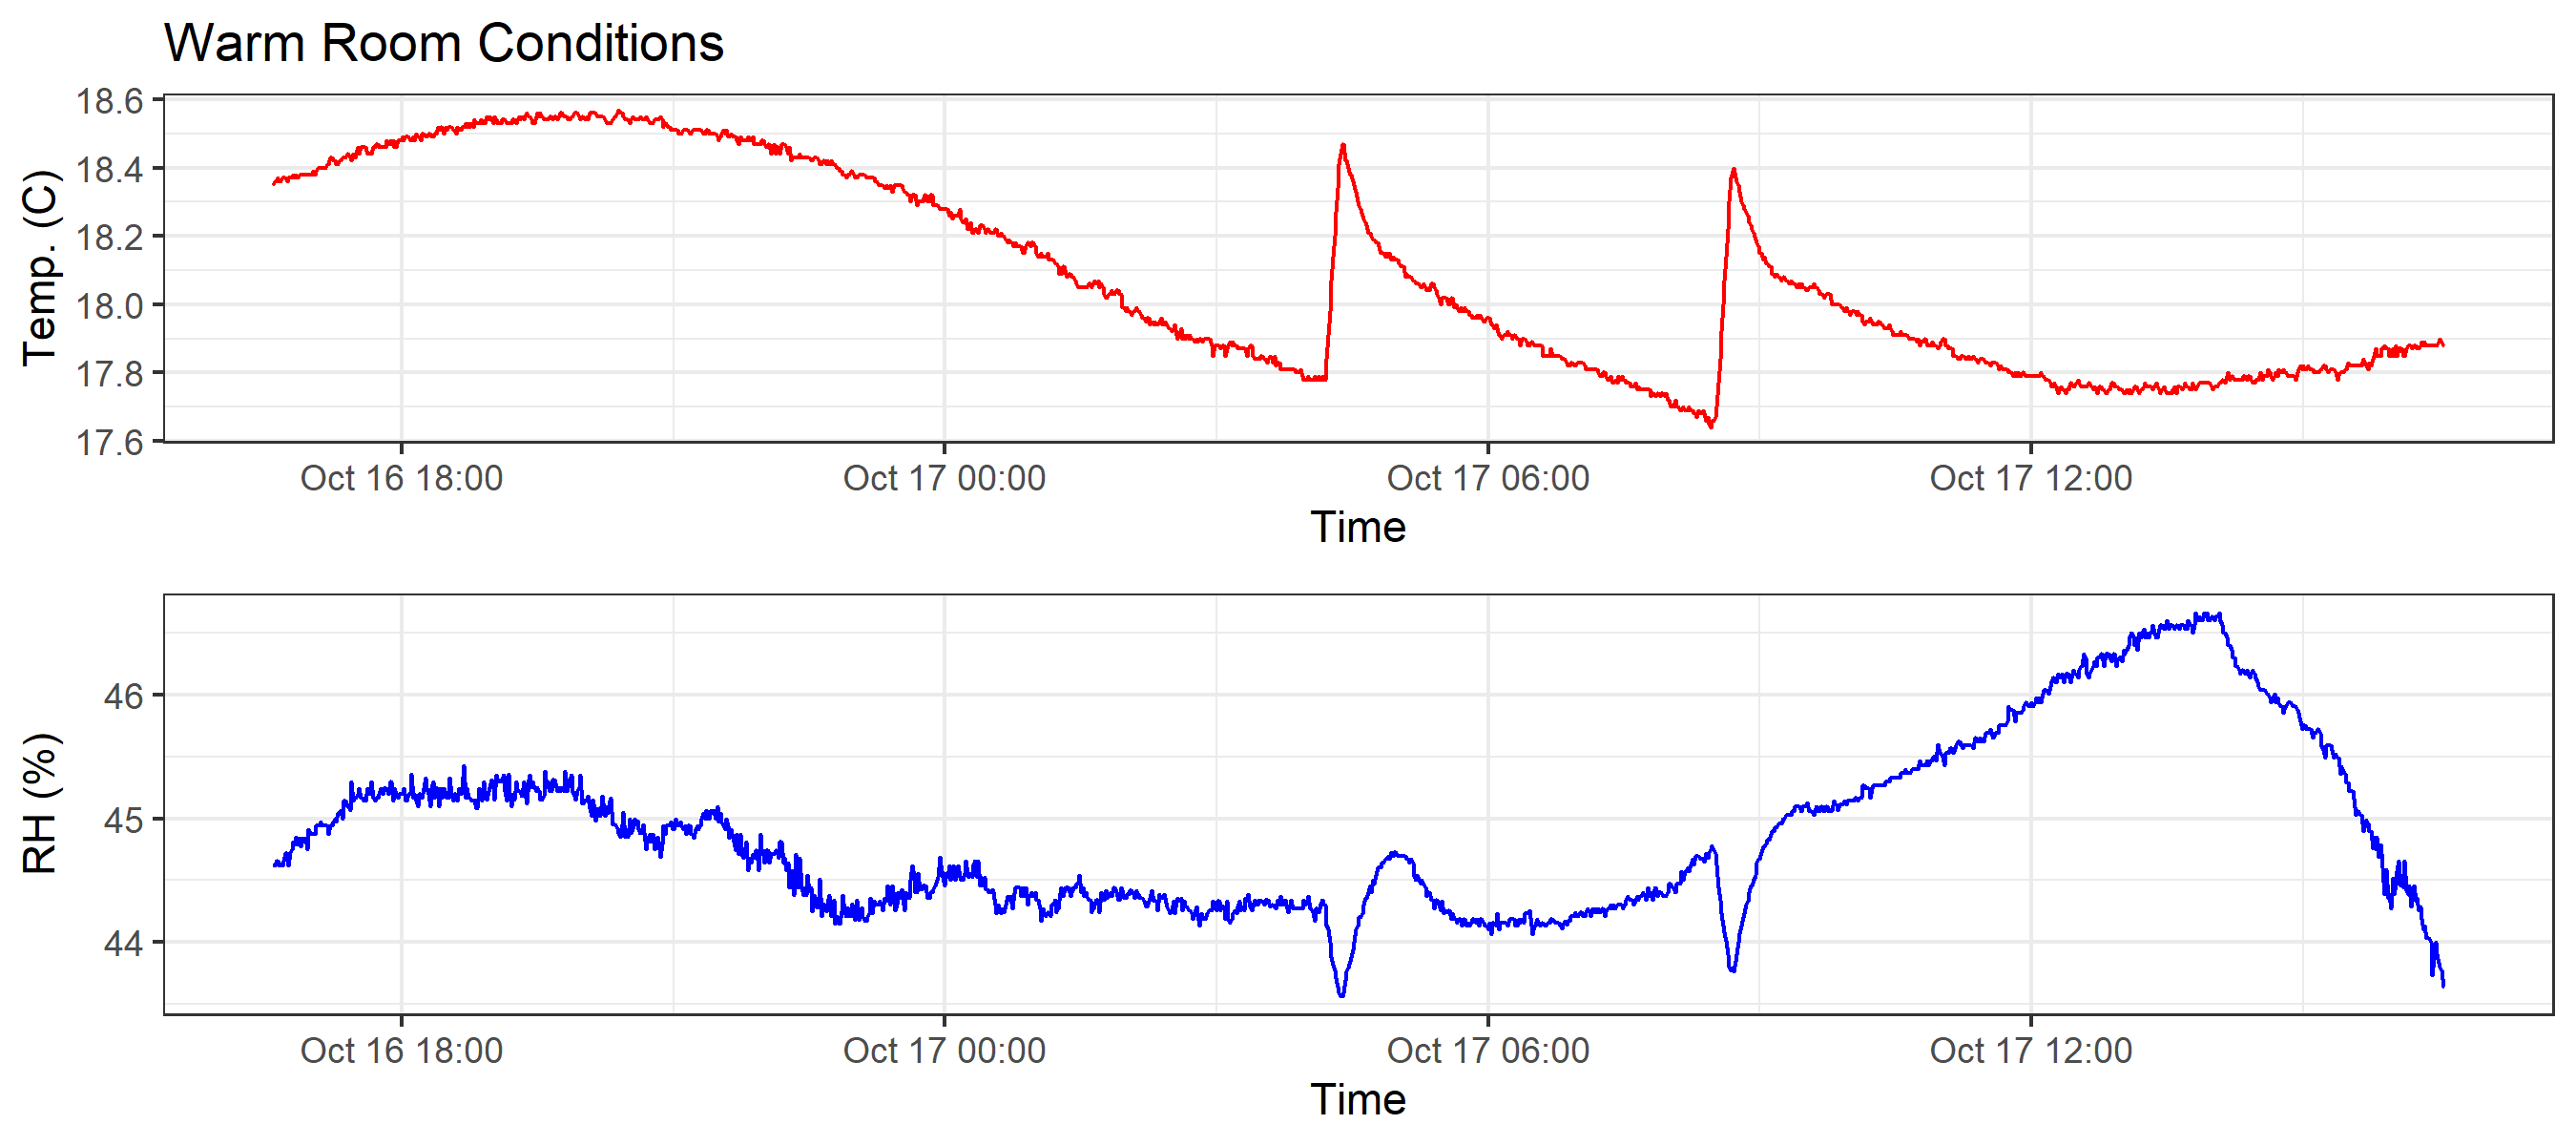 Warm Room Conditions
18.6
18.4
18.2
18.0
17.8
17.6
Temp. (C)
Oct 16 18:00 Oct 17 00:00 Oct 17 06:00 Oct 17 12:00
Time
46
45
44
RH (%)
Oct 16 18:00 Oct 17 00:00 Oct 17 06:00 Oct 17 12:00
Time